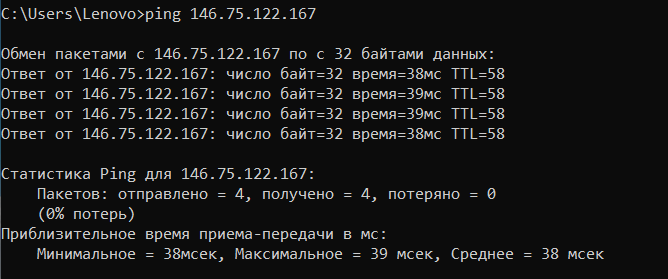 C:\Users\Lenovo>ping 146.75.122.167
Обмен пакетами с 146.75.122.167 по с 32 байтами данных:
Ответ от 146.75.122.167: число байт=32 время=38мс TTL=58
Ответ от 146.75.122.167: число байт=32 время=39мс TTL=58
Ответ от 146.75.122.167: число байт=32 время=39мс TTL=58
Ответ от 146.75.122.167: число байт=32 время=38мс TTL=58
Статистика Ping для 146.75.122.167:
Пакетов: отправлено = 4, получено = 4, потеряно = 0
(0% потерь)
Приблизительное время приема-передачи в мс:
Минимальное = 38мсек, Максимальное = 39 мсек, Среднее = 38 мсек